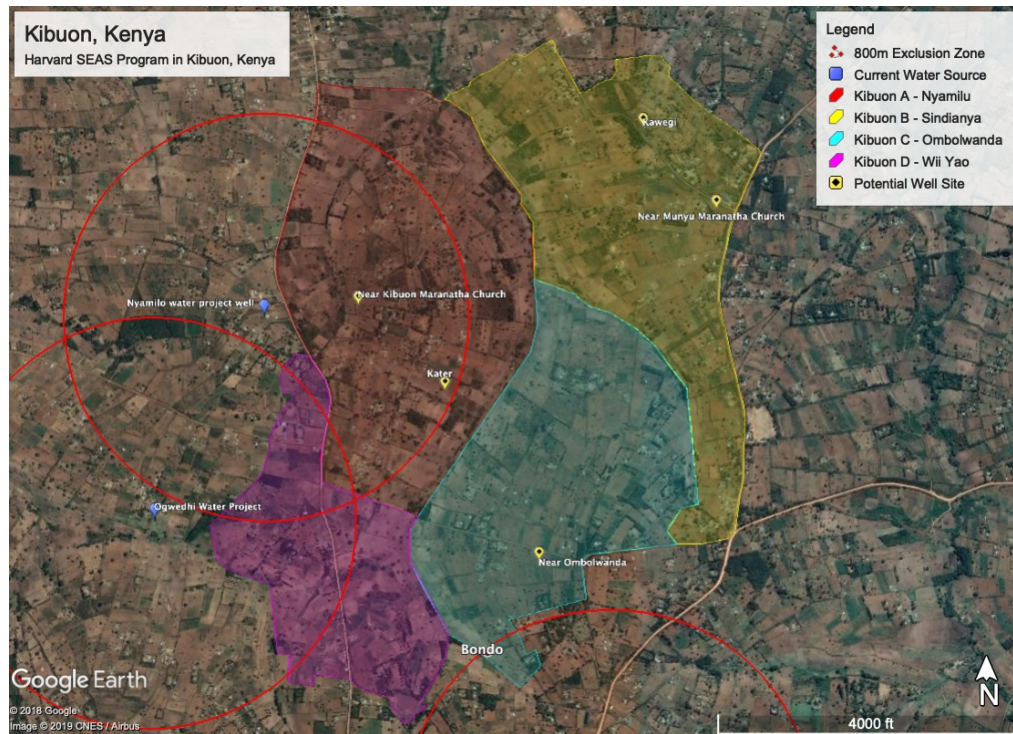 Kibuon, Kenya
Harvard SEAS Program in Kibuon, Kenya
Legend
800m Exclusion Zone
Current Water Source
Kibuon A - Nyamilu
Kibuon B - Sindianya
Kibuon C - Ombolwanda
Kibuon D - Wii Yao
Potential Well Site
Kawegi
Near Munyu Maranatha Church
Near Kibuon Maranatha Church
Nyamilo water project well
Kater
Ogwedhi Water Project
Near Ombolwanda
Bondo
Google Earth
© 2018 Google
Image © 2019 CNES / Airbus
N
4000 ft